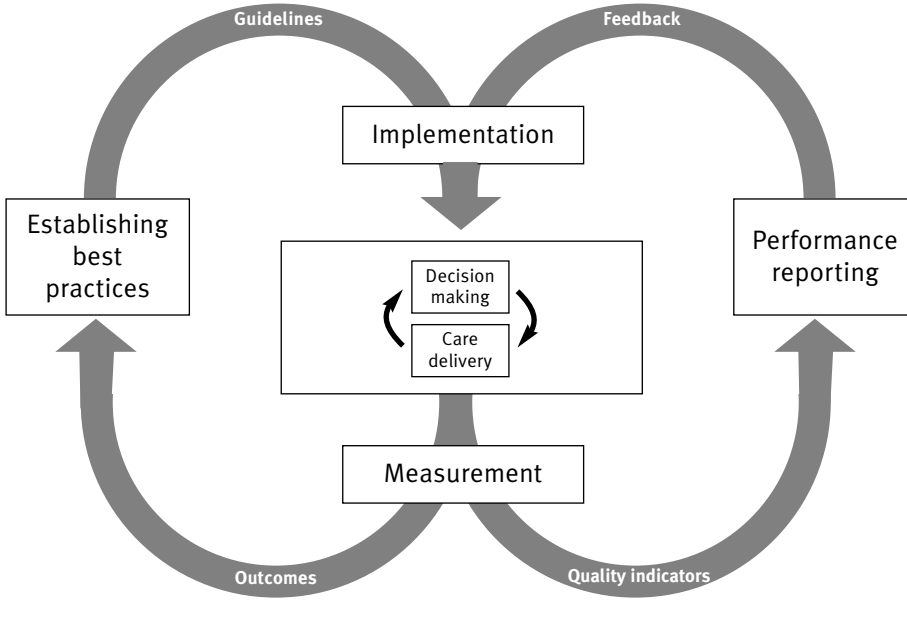 Guidelines
Feedback
Implementation
Establishing
best
practices
Performance
reporting
Decision
making
Care
delivery
Measurement
Outcomes
Quality indicators